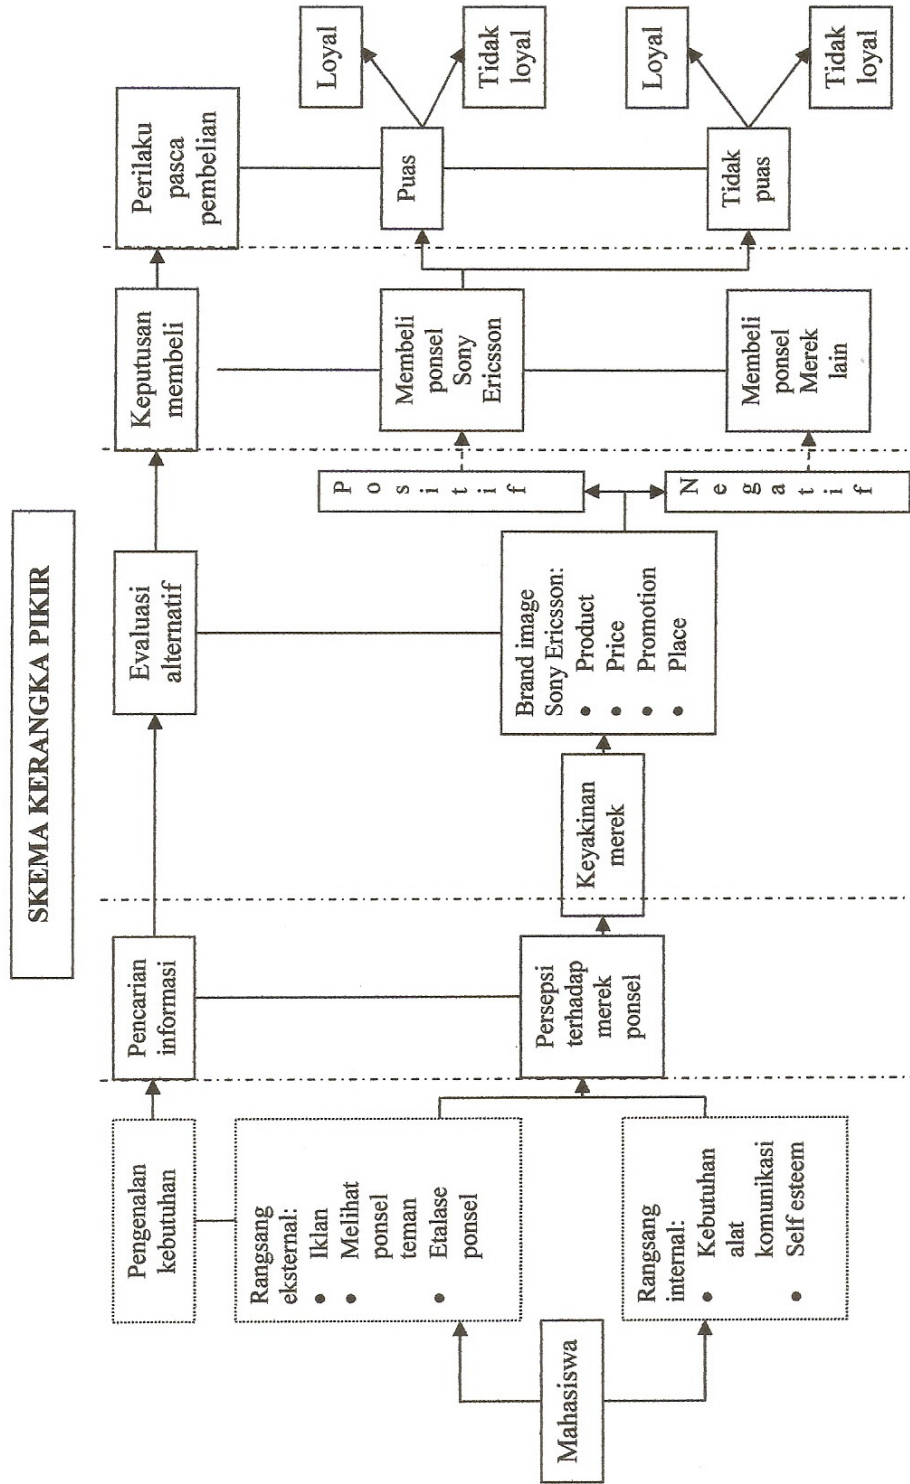 SKEMA KERANGKA PIKIR
Pengenalan
kebutuhan
Pencarian
informasi
Evaluasi
alternatif
Keputusan
membeli
Perilaku
pasca
pembelian
Mahasiswa
Rangsang
eksternal:
• Iklan
• Melihat
ponsel
teman
• Etalase
ponsel
Rangsang
internal:
• Kebutuhan
alat
komunikasi
• Self esteem
Persepsi
terhadap
merek
ponsel
Keyakinan
merek
Brand image
Sony Ericsson:
• Product
• Price
• Promotion
• Place
P
o
s
i
t
i
f
N
e
g
a
t
i
f
Membeli
ponsel
Sony
Ericsson
Membeli
ponsel
Merek
lain
Puas
Tidak
puas
Loyal
Tidak
loyal
Loyal
Tidak
loyal